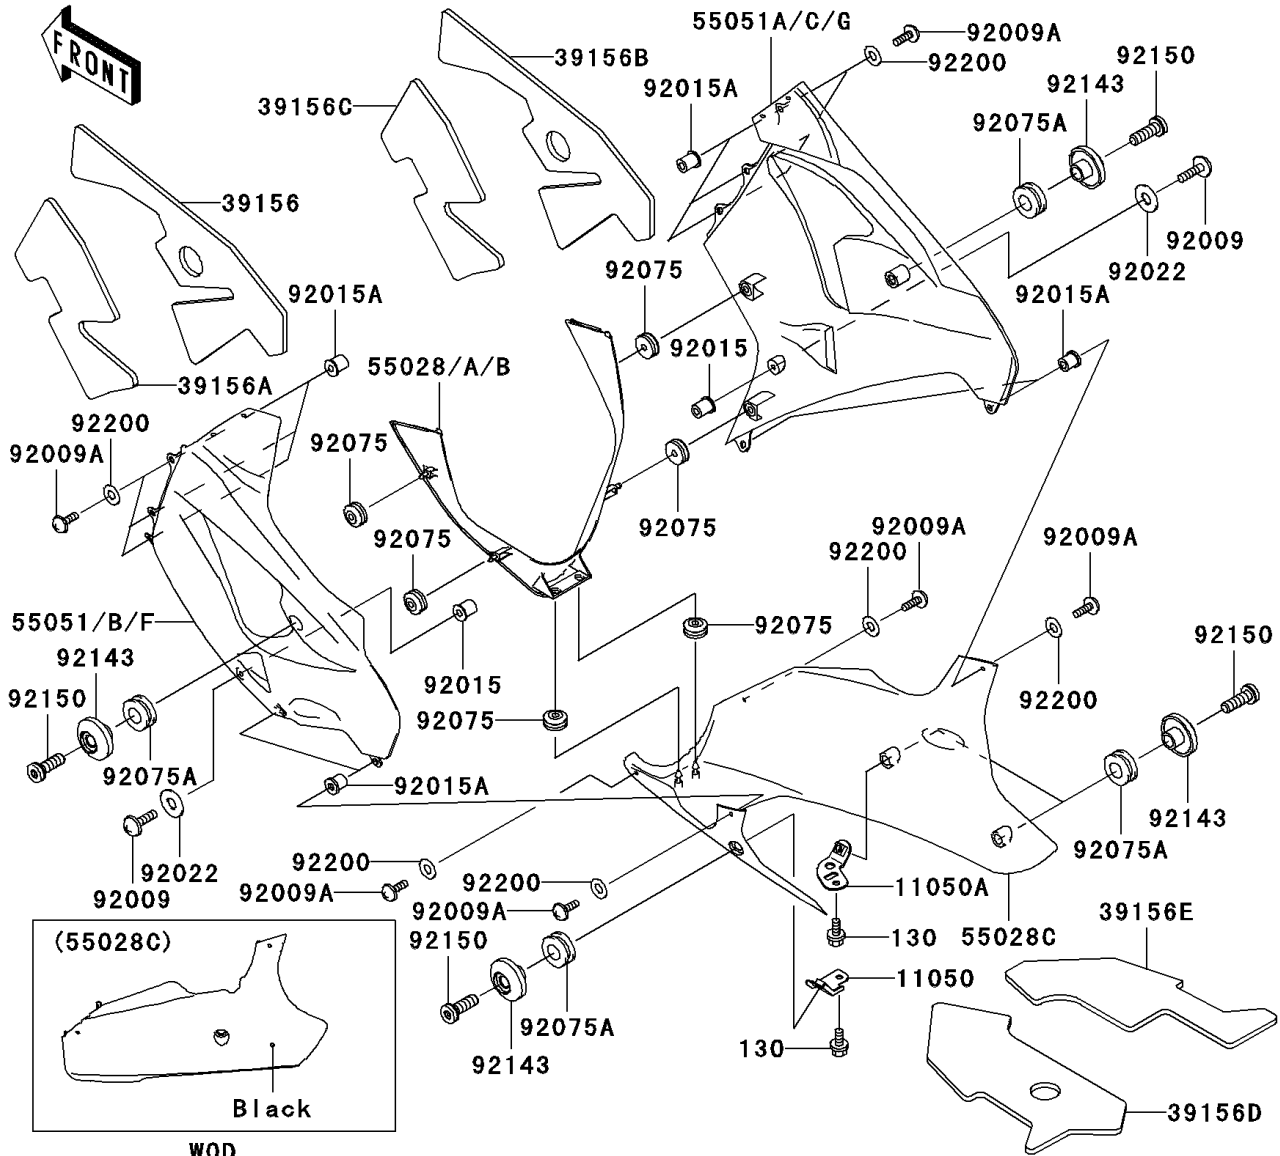 FRONT
55051A/C/G
92009A
92200
92150
92143
39156B
92015A
39156C
92075A
39156
92009
92022
92075
92015A
92015A
92015
55028/A/B
39156A
92200
92009A
92075
92075
92009A
92200
92009A
92075
55051/B/F
92075
92143
92150
92015
92200
92150
92075
92075A
92015A
92143
92075A
92200
92022
92009
92009A
92200
92009A
11050A
39156E
92150
130
55028C
(55028C)
11050
92075A
92143
130
Black
39156D
WOD